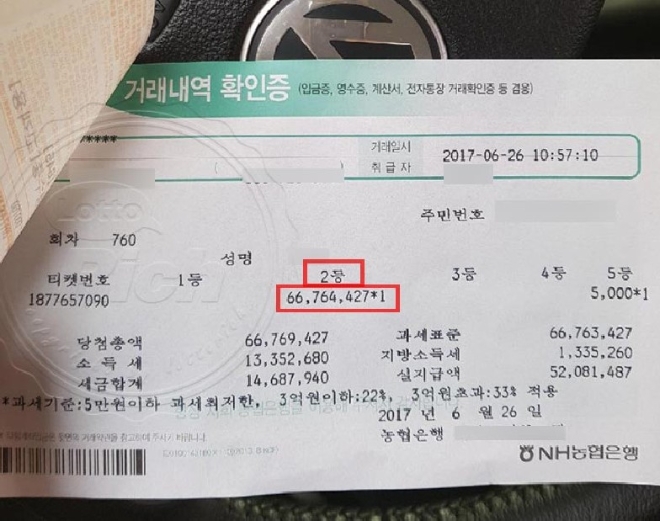 거래내역 확인증 (입금증, 영수증, 계산서, 전자통장 거래확인증 등 겸용)
****
거래일시 2017-06-26 10:57:10
취급자
주민번호
회차 760
성명
티켓번호 1등 2등 3등 4등 5등
1877657090 66,764,427*1 5,000*1
당첨총액 66,769,427 과세표준 66,763,427
소득세 13,352,680 지방소득세 1,335,260
세금합계 14,687,940 실지급액 52,081,487
*과세기준:5만원이하 과세최저한, 3억원이하:22%, 3억원초과:33% 적용
2017 년 6 월 26 일
농협은행
NH농협은행
Lotto
Rich